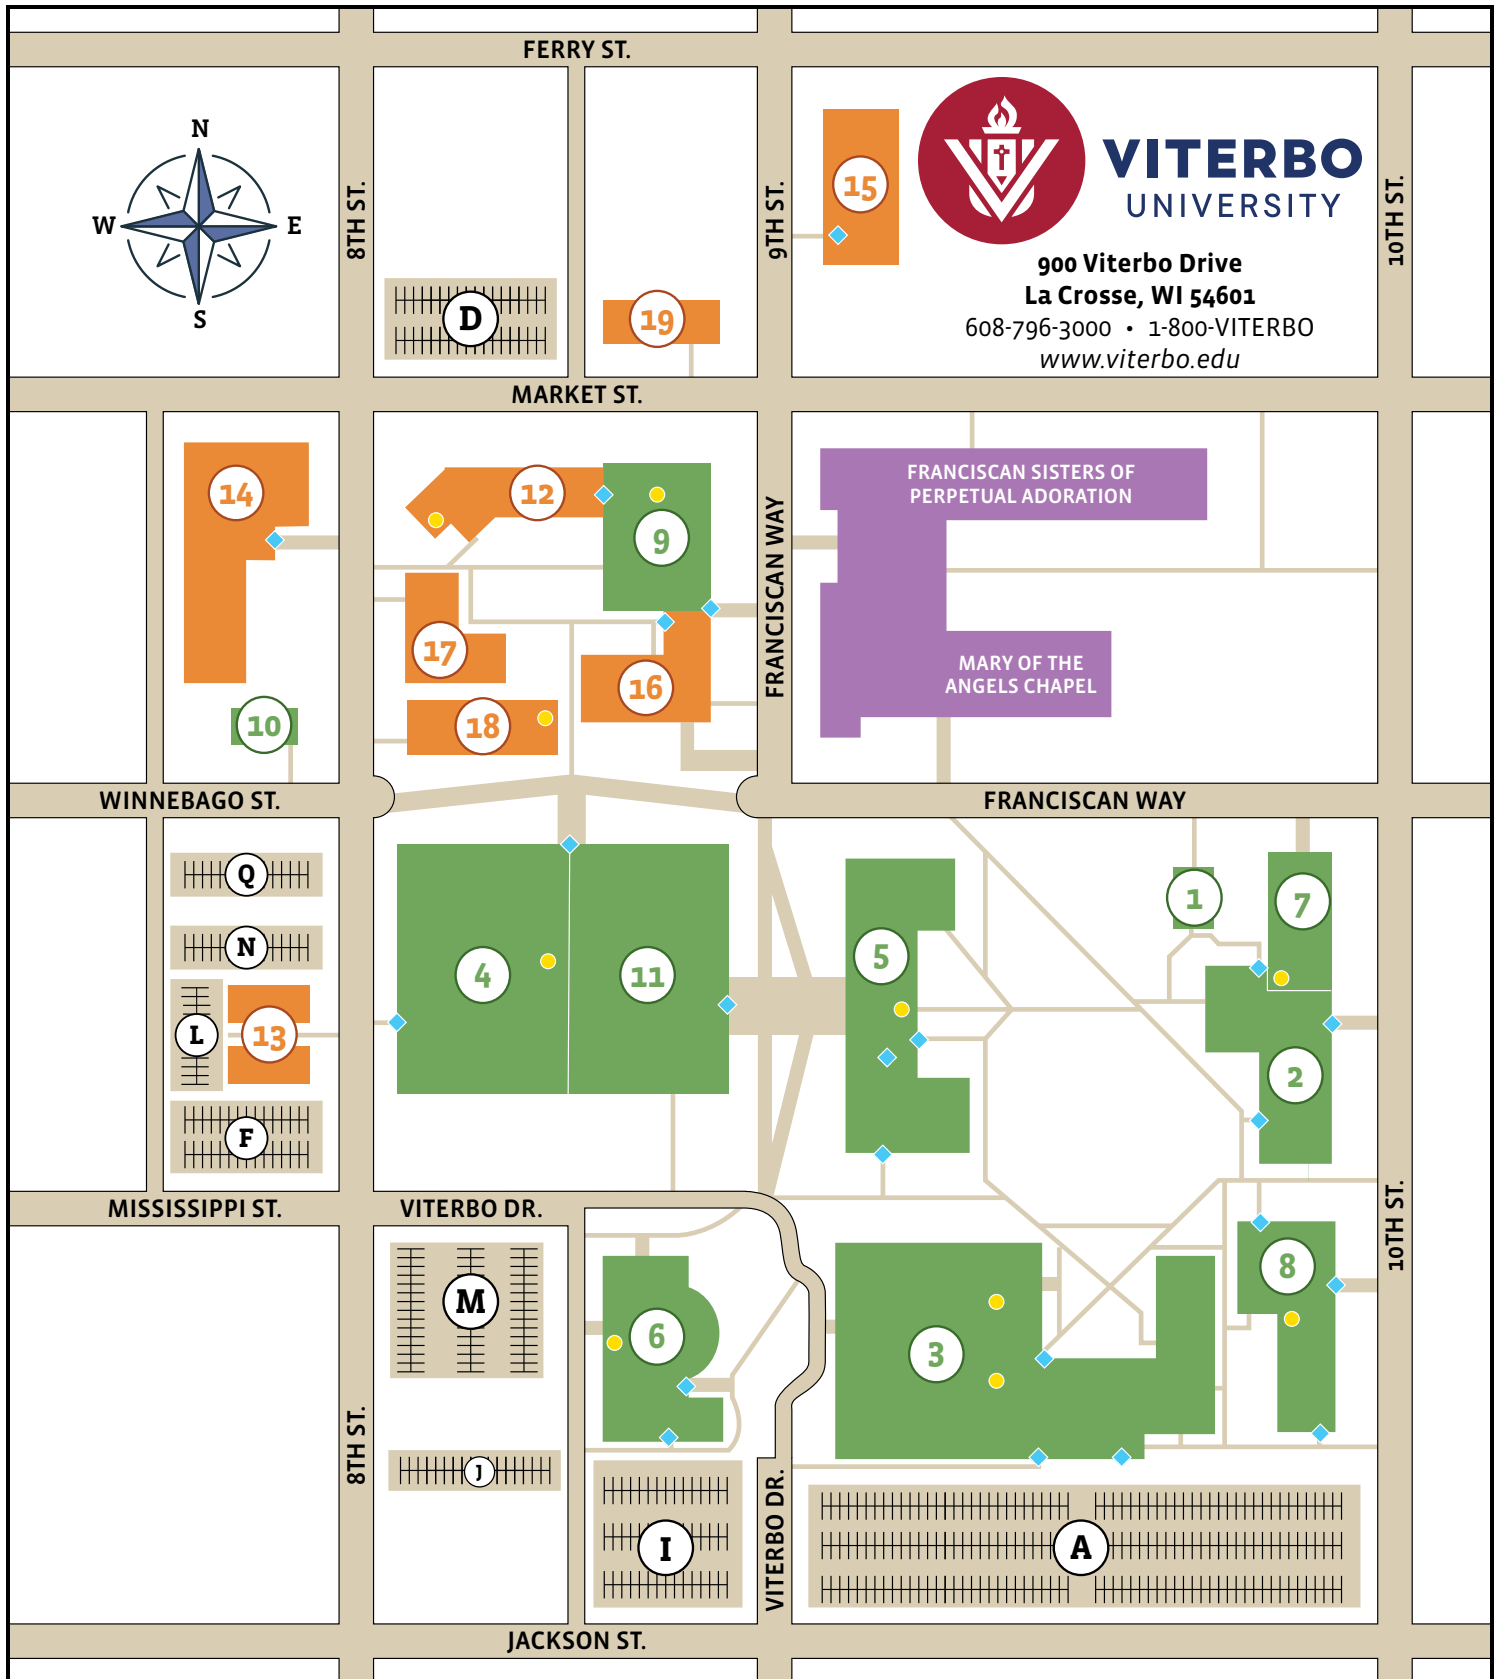 FERRY ST.
N
W
E
S
8TH ST.
9TH ST.
10TH ST.
15
VITERBO
UNIVERSITY
900 Viterbo Drive
La Crosse, WI 54601
608-796-3000 • 1-800-VITERBO
www.viterbo.edu
D
19
MARKET ST.
14
12
9
FRANCISCAN WAY
FRANCISCAN SISTERS OF
PERPETUAL ADORATION
17
16
MARY OF THE
ANGELS CHAPEL
10
18
WINNEBAGO ST.
FRANCISCAN WAY
Q
N
L
13
F
4
11
5
1
7
2
MISSISSIPPI ST.
VITERBO DR.
10TH ST.
M
6
3
8
8TH ST.
J
I
VITERBO DR.
A
JACKSON ST.